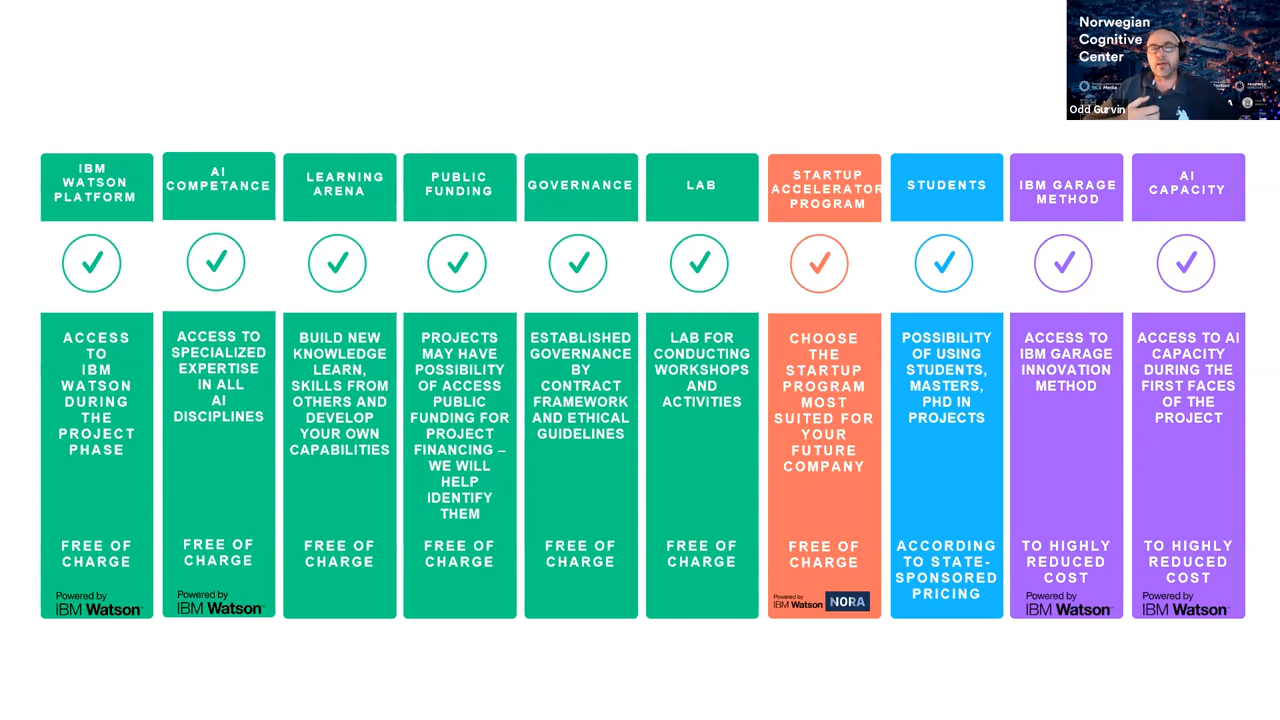 Norwegian
Cognitive
Center
Odd Gurvin
IBM
WATSON
PLATFORM
ACCESS
TO
IBM
WATSON
DURING
THE
PROJECT
PHASE
FREE OF
CHARGE
Powered by
IBM Watson
AI
COMPETANCE
ACCESS TO
SPECIALIZED
EXPERTISE
IN ALL
AI
DISCIPLINES
FREE OF
CHARGE
Powered by
IBM Watson
LEARNING
ARENA
BUILD NEW
KNOWLEDGE
LEARN,
SKILLS FROM
OTHERS AND
DEVELOP
YOUR OWN
CAPABILITIES
FREE OF
CHARGE
PUBLIC
FUNDING
PROJECTS
MAY HAVE
POSSIBILITY
OF ACCESS
PUBLIC
FUNDING FOR
PROJECT
FINANCING –
WE WILL
HELP
IDENTIFY
THEM
FREE OF
CHARGE
GOVERNANCE
ESTABLISHED
GOVERNANCE
BY
CONTRACT
FRAMEWORK
AND ETHICAL
GUIDELINES
FREE OF
CHARGE
LAB
LAB FOR
CONDUCTING
WORKSHOPS
AND
ACTIVITIES
FREE OF
CHARGE
STARTUP
ACCELERATOR
PROGRAM
CHOOSE
THE
STARTUP
PROGRAM
MOST
SUITED FOR
YOUR
FUTURE
COMPANY
FREE OF
CHARGE
Powered by
IBM Watson NORA
STUDENTS
POSSIBILITY
OF USING
STUDENTS,
MASTERS,
PHD IN
PROJECTS
ACCORDING
TO STATE-
SPONSORED
PRICING
IBM GARAGE
METHOD
ACCESS TO
IBM GARAGE
INNOVATION
METHOD
TO HIGHLY
REDUCED
COST
Powered by
IBM Watson
AI
CAPACITY
ACCESS TO AI
CAPACITY
DURING THE
FIRST FACES
OF THE
PROJECT
TO HIGHLY
REDUCED
COST
Powered by
IBM Watson